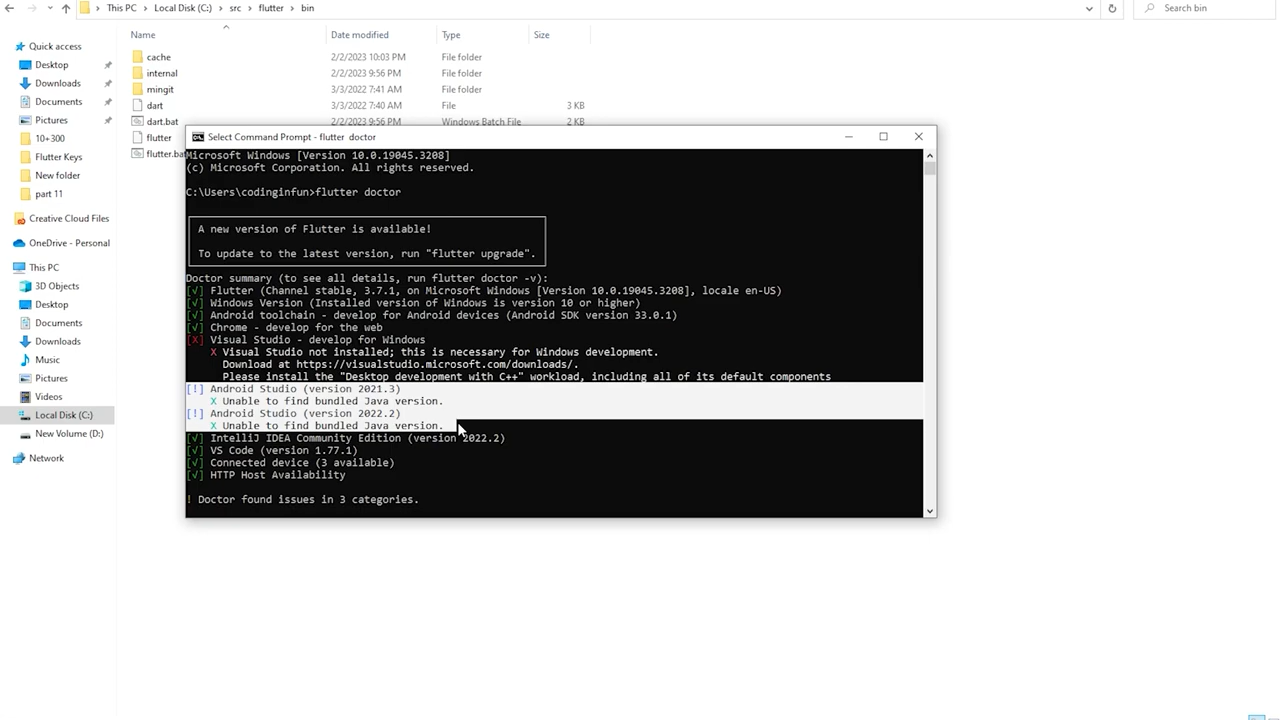 This PC > Local Disk (C:) > src > flutter > bin
Search bin
Name Date modified Type Size
Quick access
Desktop
Downloads
Documents
Pictures
10+300
Flutter Keys
New folder
part 11
Creative Cloud Files
OneDrive - Personal
This PC
3D Objects
Desktop
Documents
Downloads
Music
Pictures
Videos
Local Disk (C:)
New Volume (D:)
Network
cache 2/2/2023 10:03 PM File folder
internal 2/2/2023 9:56 PM File folder
mingit 3/3/2022 7:41 AM File folder
dart 3/3/2022 7:40 AM File 3 KB
dart.bat 2/2/2023 9:56 PM Windows Batch File 2 KB
flutter
flutter.ba
Select Command Prompt - flutter doctor
Microsoft Windows [Version 10.0.19045.3208]
(c) Microsoft Corporation. All rights reserved.
C:\Users\codinginfun>flutter doctor
A new version of Flutter is available!
To update to the latest version, run "flutter upgrade".
Doctor summary (to see all details, run flutter doctor -v):
[√] Flutter (Channel stable, 3.7.1, on Microsoft Windows [Version 10.0.19045.3208], locale en-US)
[√] Windows Version (Installed version of Windows is version 10 or higher)
[√] Android toolchain - develop for Android devices (Android SDK version 33.0.1)
[√] Chrome - develop for the web
[X] Visual Studio - develop for Windows
X Visual Studio not installed; this is necessary for Windows development.
Download at https://visualstudio.microsoft.com/downloads/.
Please install the "Desktop development with C++" workload, including all of its default components
[!] Android Studio (version 2021.3)
X Unable to find bundled Java version.
[!] Android Studio (version 2022.2)
X Unable to find bundled Java version.
[√] IntelliJ IDEA Community Edition (version 2022.2)
[√] VS Code (version 1.77.1)
[√] Connected device (3 available)
[√] HTTP Host Availability
! Doctor found issues in 3 categories.